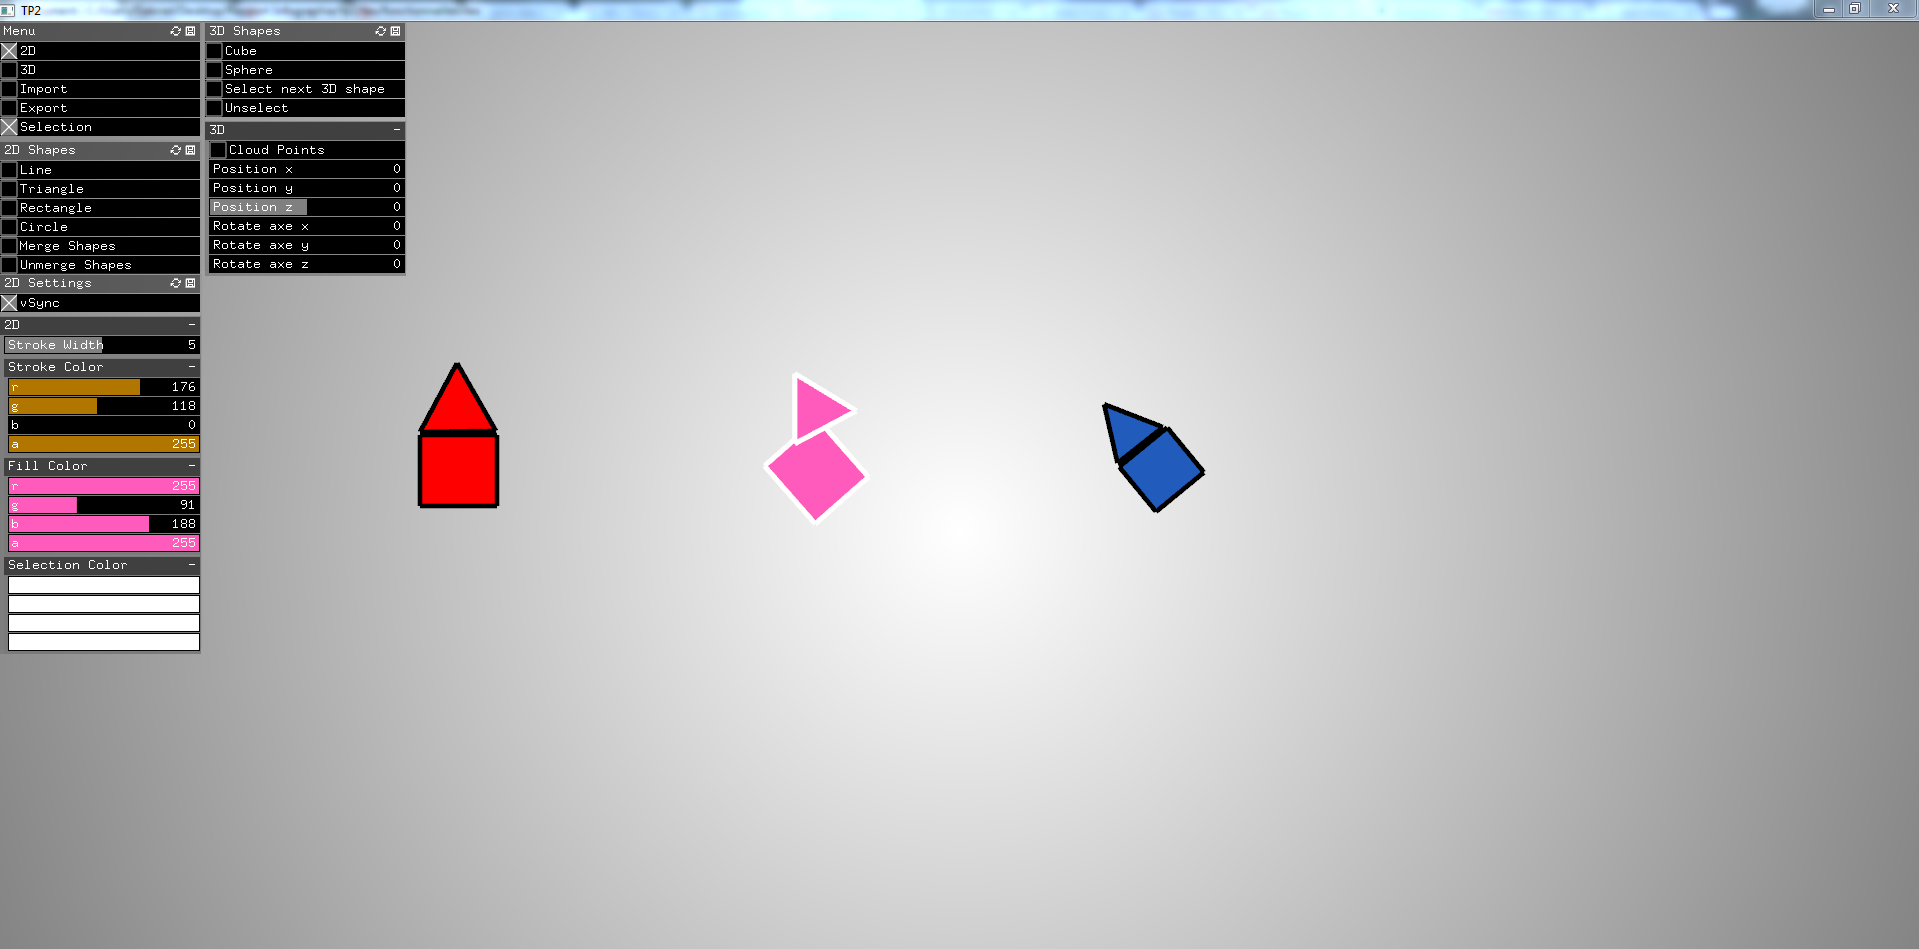 TP2
Menu
2D
3D
Import
Export
Selection
2D Shapes
Line
Triangle
Rectangle
Circle
Merge Shapes
Unmerge Shapes
2D Settings
vSync
2D
Stroke Width 5
Stroke Color
r 176
g 118
b 0
a 255
Fill Color
r 255
g 91
b 188
a 255
Selection Color
3D Shapes
Cube
Sphere
Select next 3D shape
Unselect
3D
Cloud Points
Position x 0
Position y 0
Position z 0
Rotate axe x 0
Rotate axe y 0
Rotate axe z 0